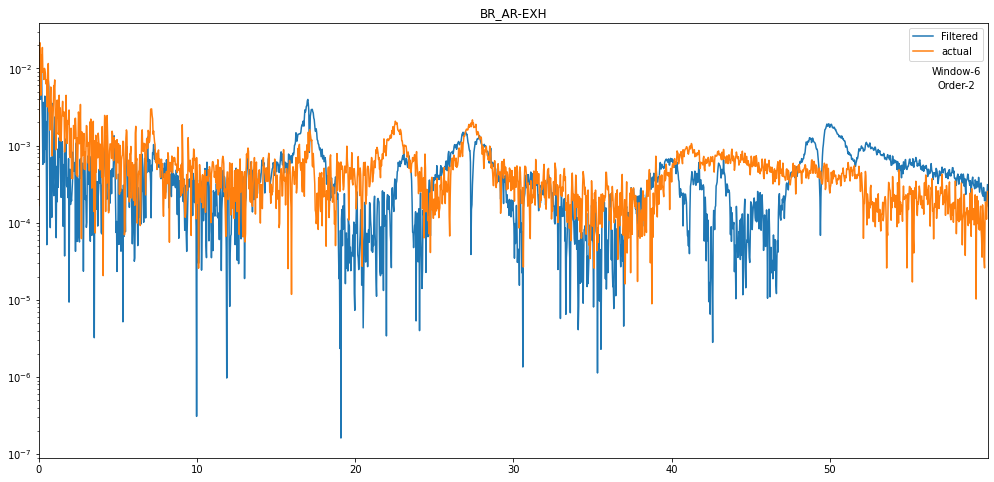 BR_AR-EXH
Filtered
actual
Window-6
Order-2
10⁻²
10⁻³
10⁻⁴
10⁻⁵
10⁻⁶
10⁻⁷
0 10 20 30 40 50